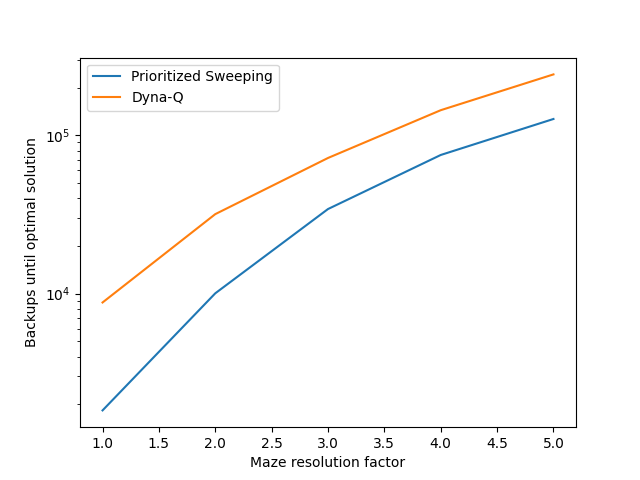 Prioritized Sweeping
Dyna-Q
Backups until optimal solution
10^5
10^4
1.0 1.5 2.0 2.5 3.0 3.5 4.0 4.5 5.0
Maze resolution factor